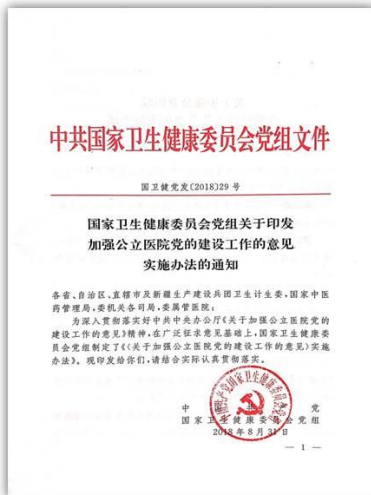 中共国家卫生健康委员会党组文件
国卫健党发〔2018〕29号
国家卫生健康委员会党组关于印发
加强公立医院党的建设工作的意见
实施办法的通知
各省、自治区、直辖市及新疆生产建设兵团卫生计生委,国家中医
药管理局,委机关各司局,委属管医院:
为深入贯彻落实好中共中央办公厅《关于加强公立医院党的
建设工作的意见》精神,在广泛征求意见基础上,国家卫生健康委员
会党组制定了《〈关于加强公立医院党的建设工作的意见〉实施
办法》。现印发给你们,请结合实际认真贯彻落实。
中 党
国家卫生健康委员会党组
2018年8月31日
— 1 —